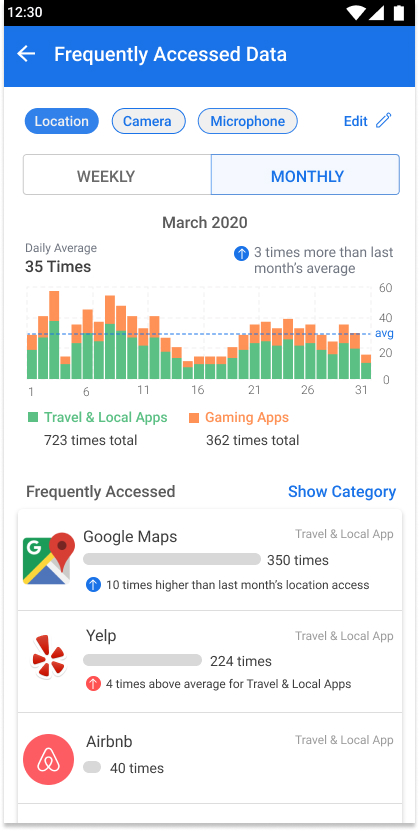 12:30
Frequently Accessed Data
Location Camera Microphone Edit
WEEKLY MONTHLY
March 2020
Daily Average
35 Times
3 times more than last
month's average
60
40
avg
20
0
1 6 11 16 21 26 31
Travel & Local Apps Gaming Apps
723 times total 362 times total
Frequently Accessed Show Category
Google Maps Travel & Local App
G
350 times
10 times higher than last month's location access
Yelp Travel & Local App
224 times
4 times above average for Travel & Local Apps
Airbnb Travel & Local App
40 times